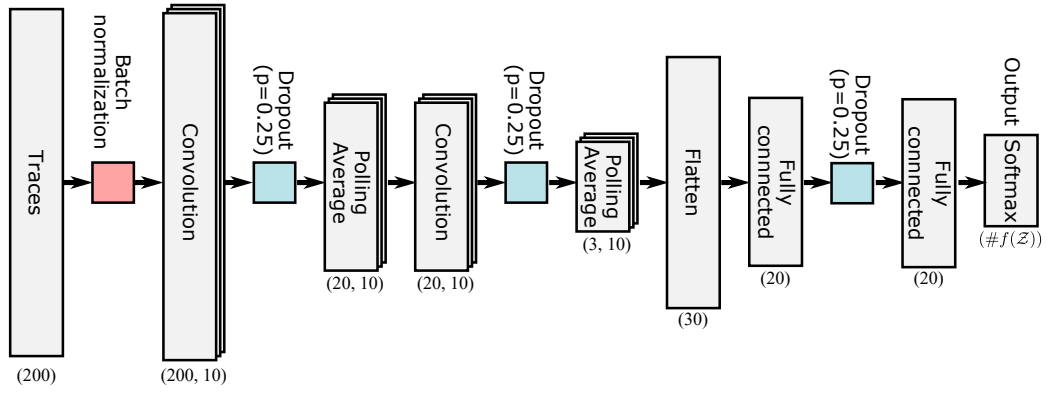 Traces
(200)
Batch
normalization
Convolution
(200, 10)
Dropout
(p=0.25)
Polling
Average
(20, 10)
Convolution
(20, 10)
Dropout
(p=0.25)
Polling
Average
(3, 10)
Flatten
(30)
Fully
connnected
(20)
Dropout
(p=0.25)
Fully
connnected
(20)
Output
Softmax
(#f(𝒵))